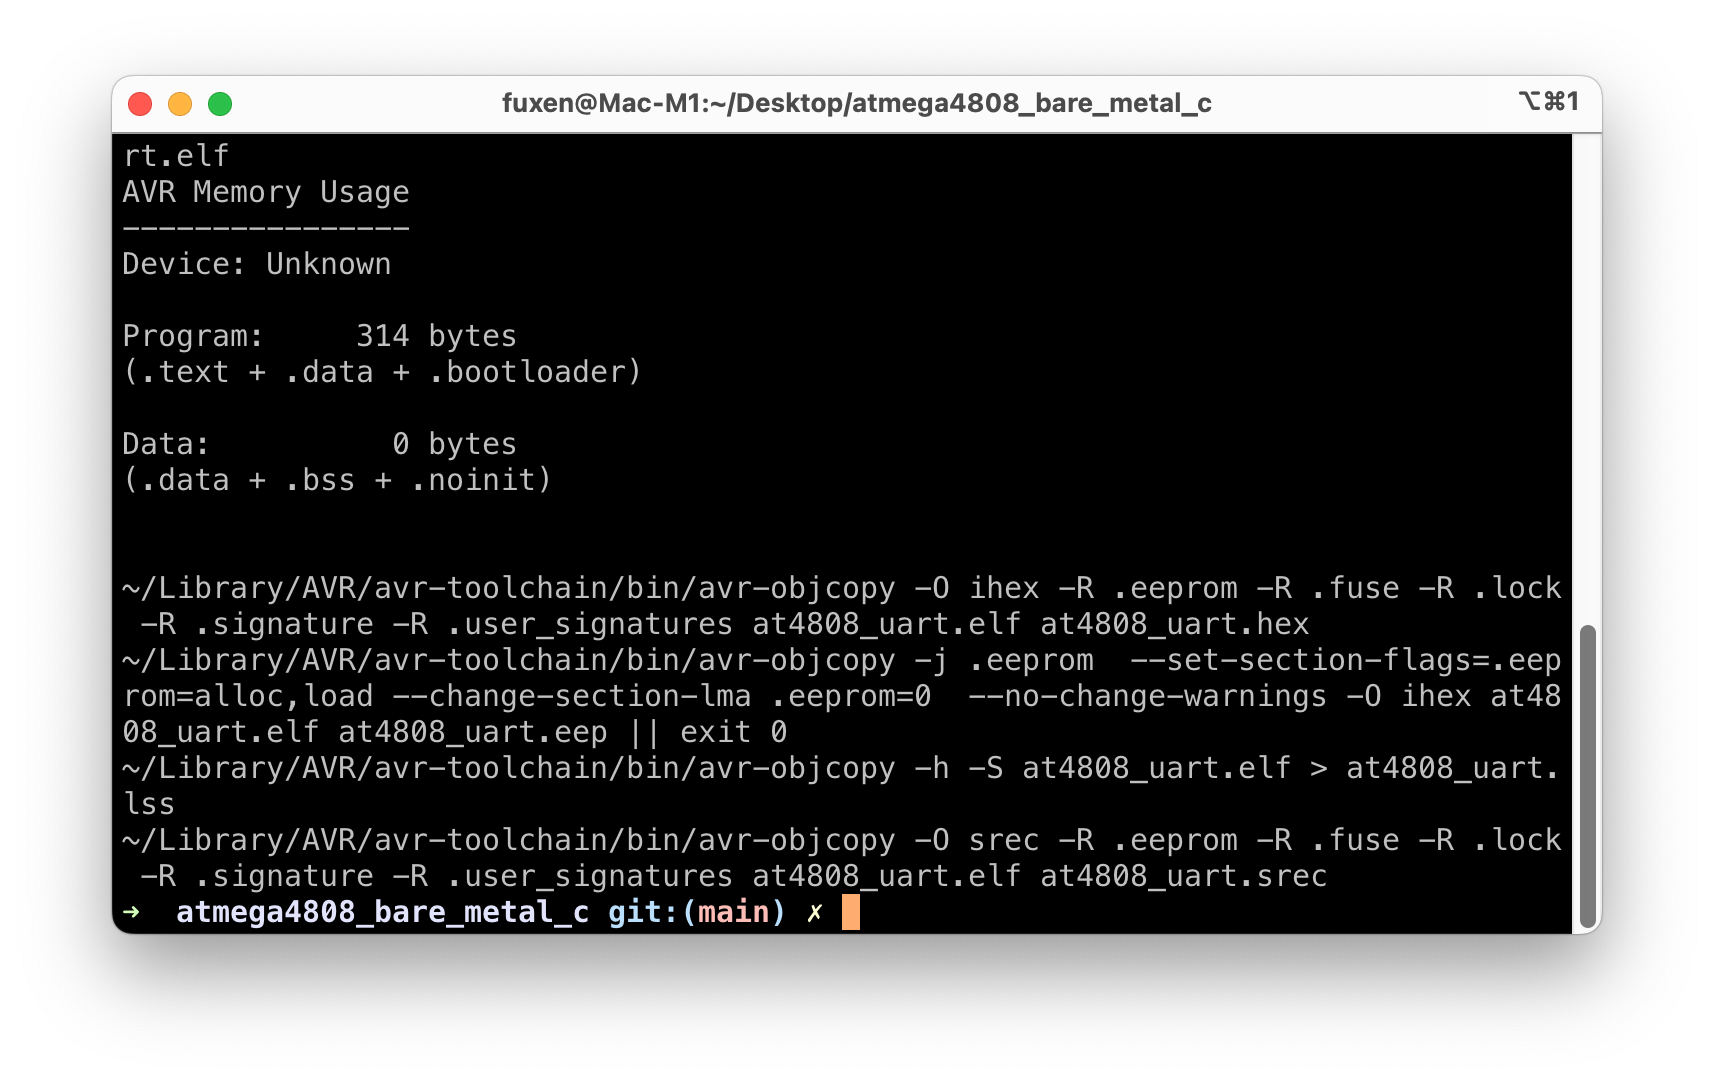 fuxen@Mac-M1:~/Desktop/atmega4808_bare_metal_c ⌥⌘1
rt.elf
AVR Memory Usage
----------------
Device: Unknown
Program:     314 bytes
(.text + .data + .bootloader)
Data:          0 bytes
(.data + .bss + .noinit)
~/Library/AVR/avr-toolchain/bin/avr-objcopy -O ihex -R .eeprom -R .fuse -R .lock
 -R .signature -R .user_signatures at4808_uart.elf at4808_uart.hex
~/Library/AVR/avr-toolchain/bin/avr-objcopy -j .eeprom  --set-section-flags=.eep
rom=alloc,load --change-section-lma .eeprom=0  --no-change-warnings -O ihex at48
08_uart.elf at4808_uart.eep || exit 0
~/Library/AVR/avr-toolchain/bin/avr-objcopy -h -S at4808_uart.elf > at4808_uart.
lss
~/Library/AVR/avr-toolchain/bin/avr-objcopy -O srec -R .eeprom -R .fuse -R .lock
 -R .signature -R .user_signatures at4808_uart.elf at4808_uart.srec
➜  atmega4808_bare_metal_c git:(main) ✗